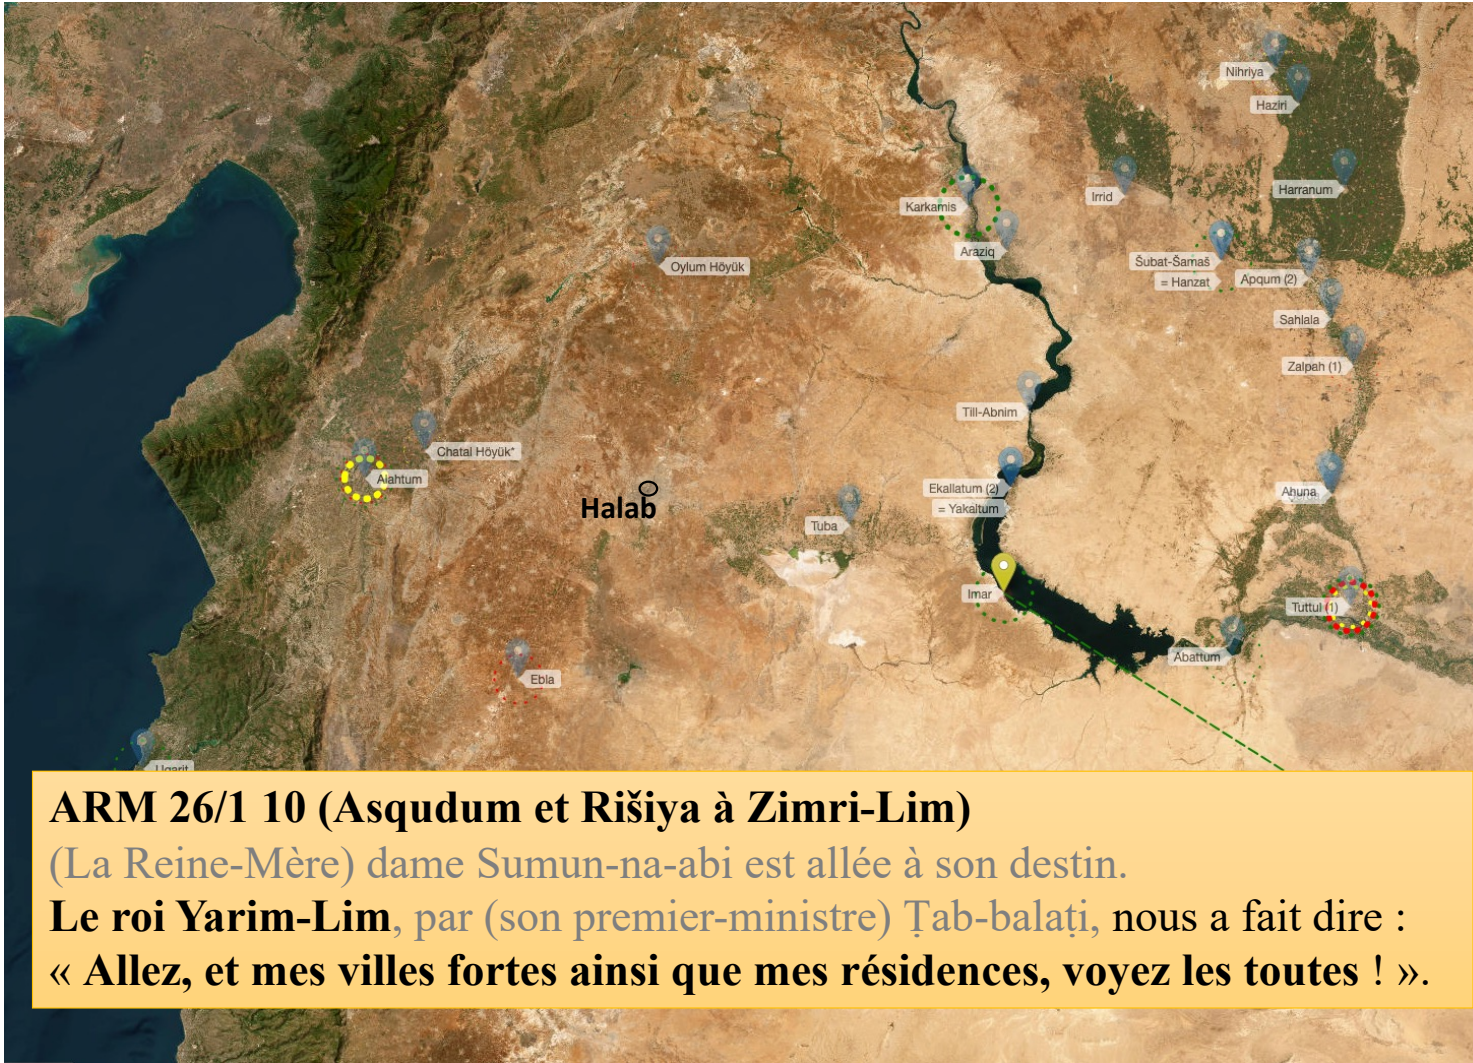 Nihriya
Haziri
Irrid
Harranum
Karkamis
Araziq
Oylum Höyük
Šubat-Šamaš
= Hanzat
Apqum (2)
Sahlala
Zalpah (1)
Till-Abnim
Chatal Höyük*
Alahtum
Halab
Ekallatum (2)
= Yakaltum
Ahuna
Tuba
Imar
Tuttul (1)
Abattum
Ebla
Ugarit
ARM 26/1 10 (Asqudum et Rišiya à Zimri-Lim)
(La Reine-Mère) dame Sumun-na-abi est allée à son destin.
Le roi Yarim-Lim, par (son premier-ministre) Ṭab-balaṭi, nous a fait dire :
« Allez, et mes villes fortes ainsi que mes résidences, voyez les toutes ! ».